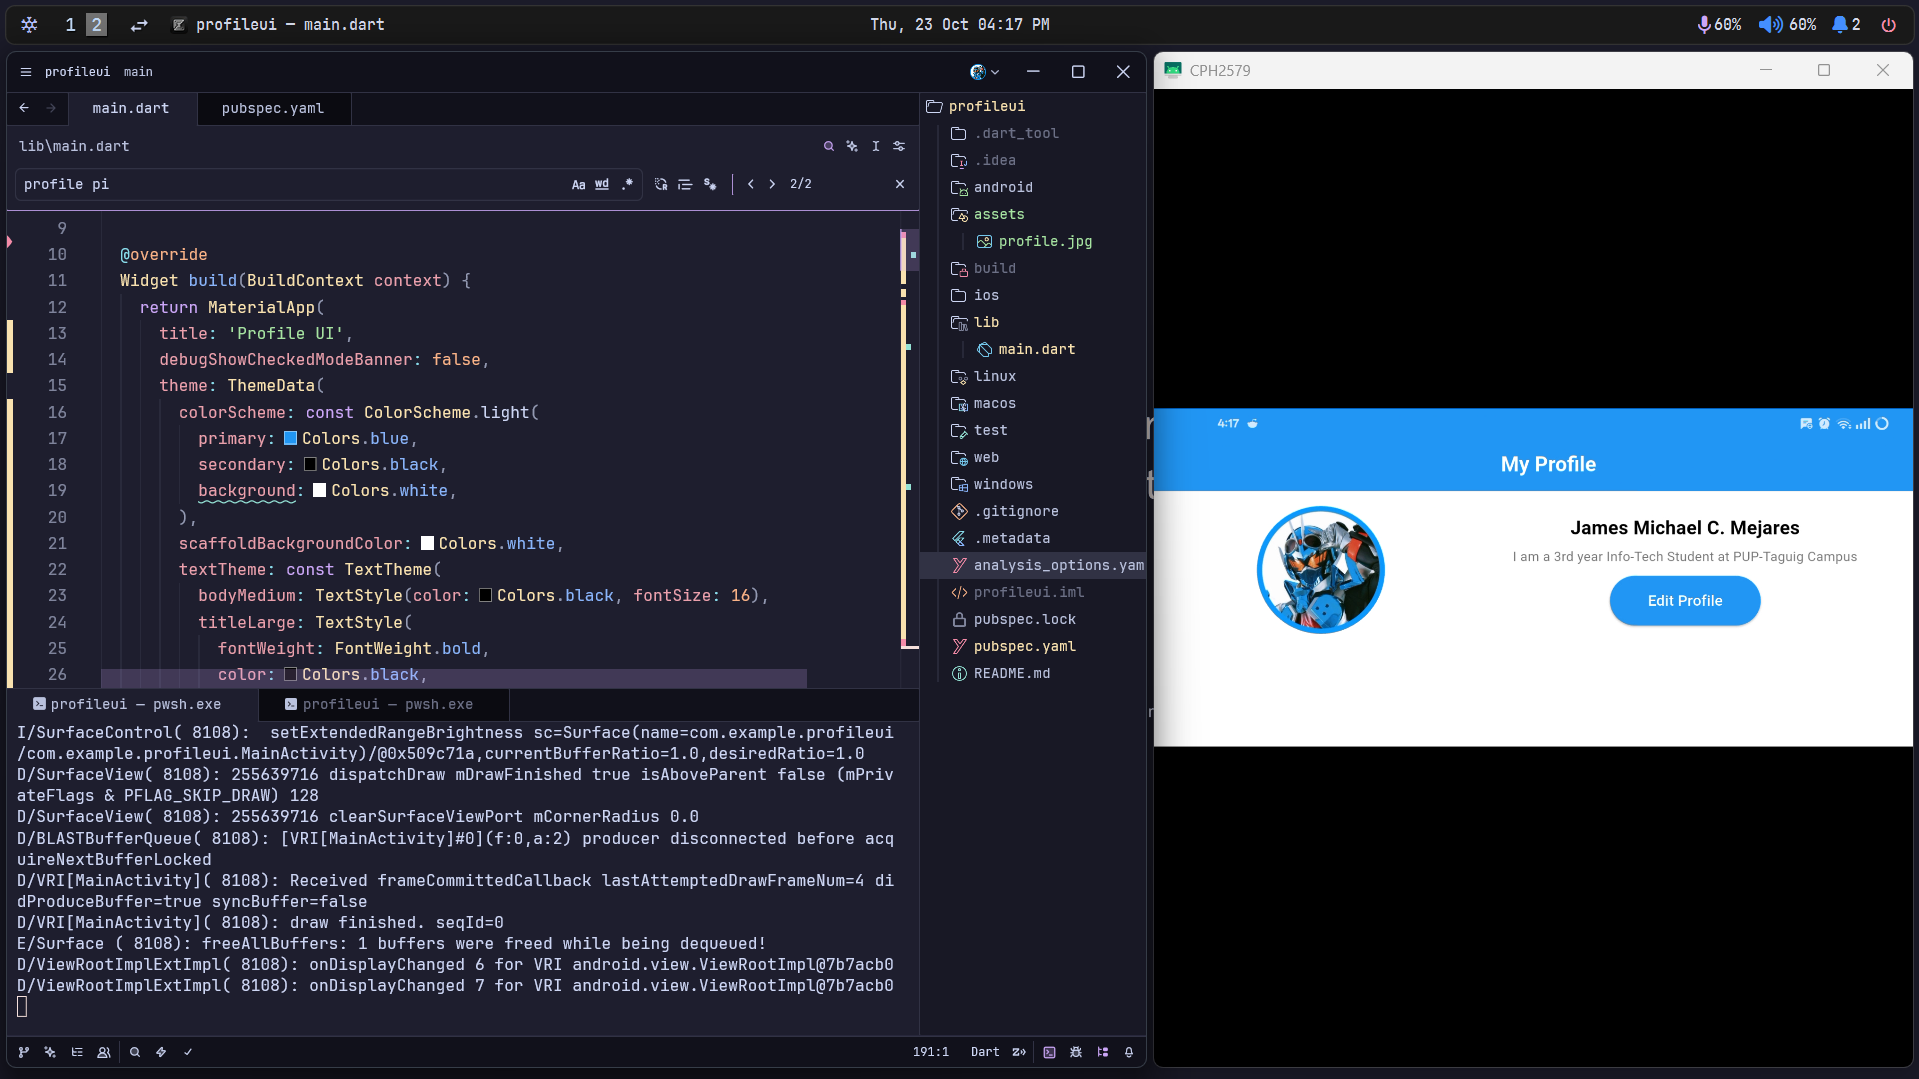 1 2 profileui — main.dart
Thu, 23 Oct 04:17 PM
60% 60% 2
profileui main
main.dart pubspec.yaml
lib\main.dart
profile pi
Aa wd .* 2/2
9
10 @override
11 Widget build(BuildContext context) {
12 return MaterialApp(
13 title: 'Profile UI',
14 debugShowCheckedModeBanner: false,
15 theme: ThemeData(
16 colorScheme: const ColorScheme.light(
17 primary: Colors.blue,
18 secondary: Colors.black,
19 background: Colors.white,
20 ),
21 scaffoldBackgroundColor: Colors.white,
22 textTheme: const TextTheme(
23 bodyMedium: TextStyle(color: Colors.black, fontSize: 16),
24 titleLarge: TextStyle(
25 fontWeight: FontWeight.bold,
26 color: Colors.black,
profileui — pwsh.exe profileui — pwsh.exe
I/SurfaceControl( 8108):  setExtendedRangeBrightness sc=Surface(name=com.example.profileui
/com.example.profileui.MainActivity)/@0x509c71a,currentBufferRatio=1.0,desiredRatio=1.0
D/SurfaceView( 8108): 255639716 dispatchDraw mDrawFinished true isAboveParent false (mPriv
ateFlags & PFLAG_SKIP_DRAW) 128
D/SurfaceView( 8108): 255639716 clearSurfaceViewPort mCornerRadius 0.0
D/BLASTBufferQueue( 8108): [VRI[MainActivity]#0](f:0,a:2) producer disconnected before acq
uireNextBufferLocked
D/VRI[MainActivity]( 8108): Received frameCommittedCallback lastAttemptedDrawFrameNum=4 di
dProduceBuffer=true syncBuffer=false
D/VRI[MainActivity]( 8108): draw finished. seqId=0
E/Surface ( 8108): freeAllBuffers: 1 buffers were freed while being dequeued!
D/ViewRootImplExtImpl( 8108): onDisplayChanged 6 for VRI android.view.ViewRootImpl@7b7acb0
D/ViewRootImplExtImpl( 8108): onDisplayChanged 7 for VRI android.view.ViewRootImpl@7b7acb0
191:1 Dart
profileui
.dart_tool
.idea
android
assets
profile.jpg
build
ios
lib
main.dart
linux
macos
test
web
windows
.gitignore
.metadata
analysis_options.yam
profileui.iml
pubspec.lock
pubspec.yaml
README.md
CPH2579
4:17
My Profile
James Michael C. Mejares
I am a 3rd year Info-Tech Student at PUP-Taguig Campus
Edit Profile